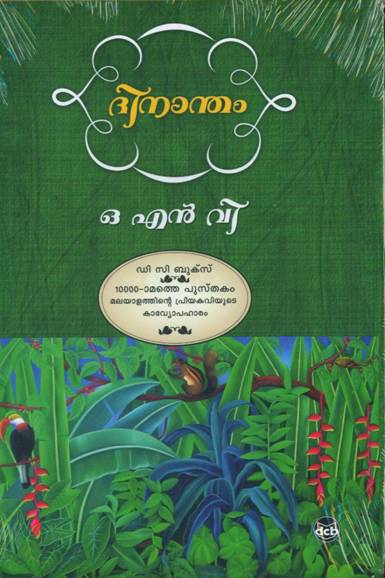 ദിനാന്തം
ഒ എൻ വി
ഡി സി ബുക്സ്
10000-ാമത്തെ പുസ്തകം
മലയാളത്തിന്റെ പ്രിയകവിയുടെ
കാവ്യോപഹാരം
dcb